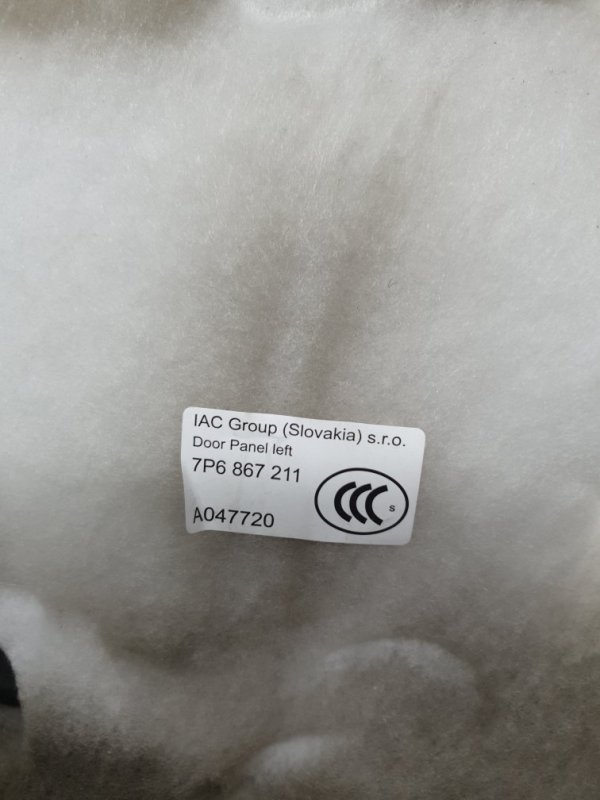 IAC Group (Slovakia) s.r.o.
Door Panel left
7P6 867 211
CCC S
A047720